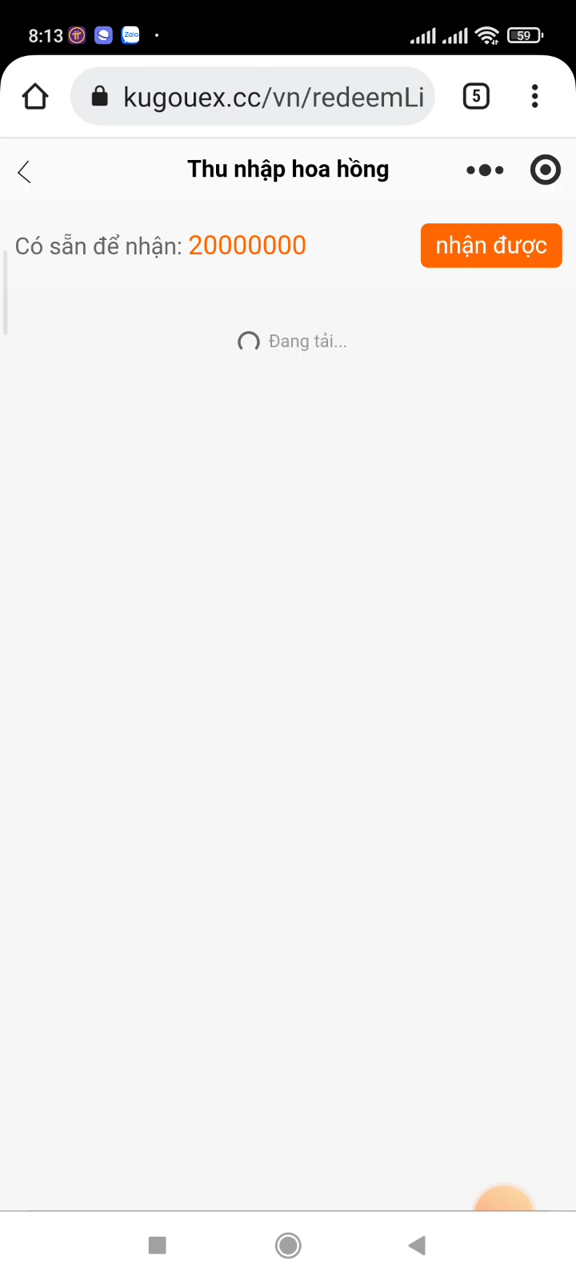 8:13 Zalo 59
kugouex.cc/vn/redeemLi 5
Thu nhập hoa hồng
Có sẵn để nhận: 20000000 nhận được
Đang tải...